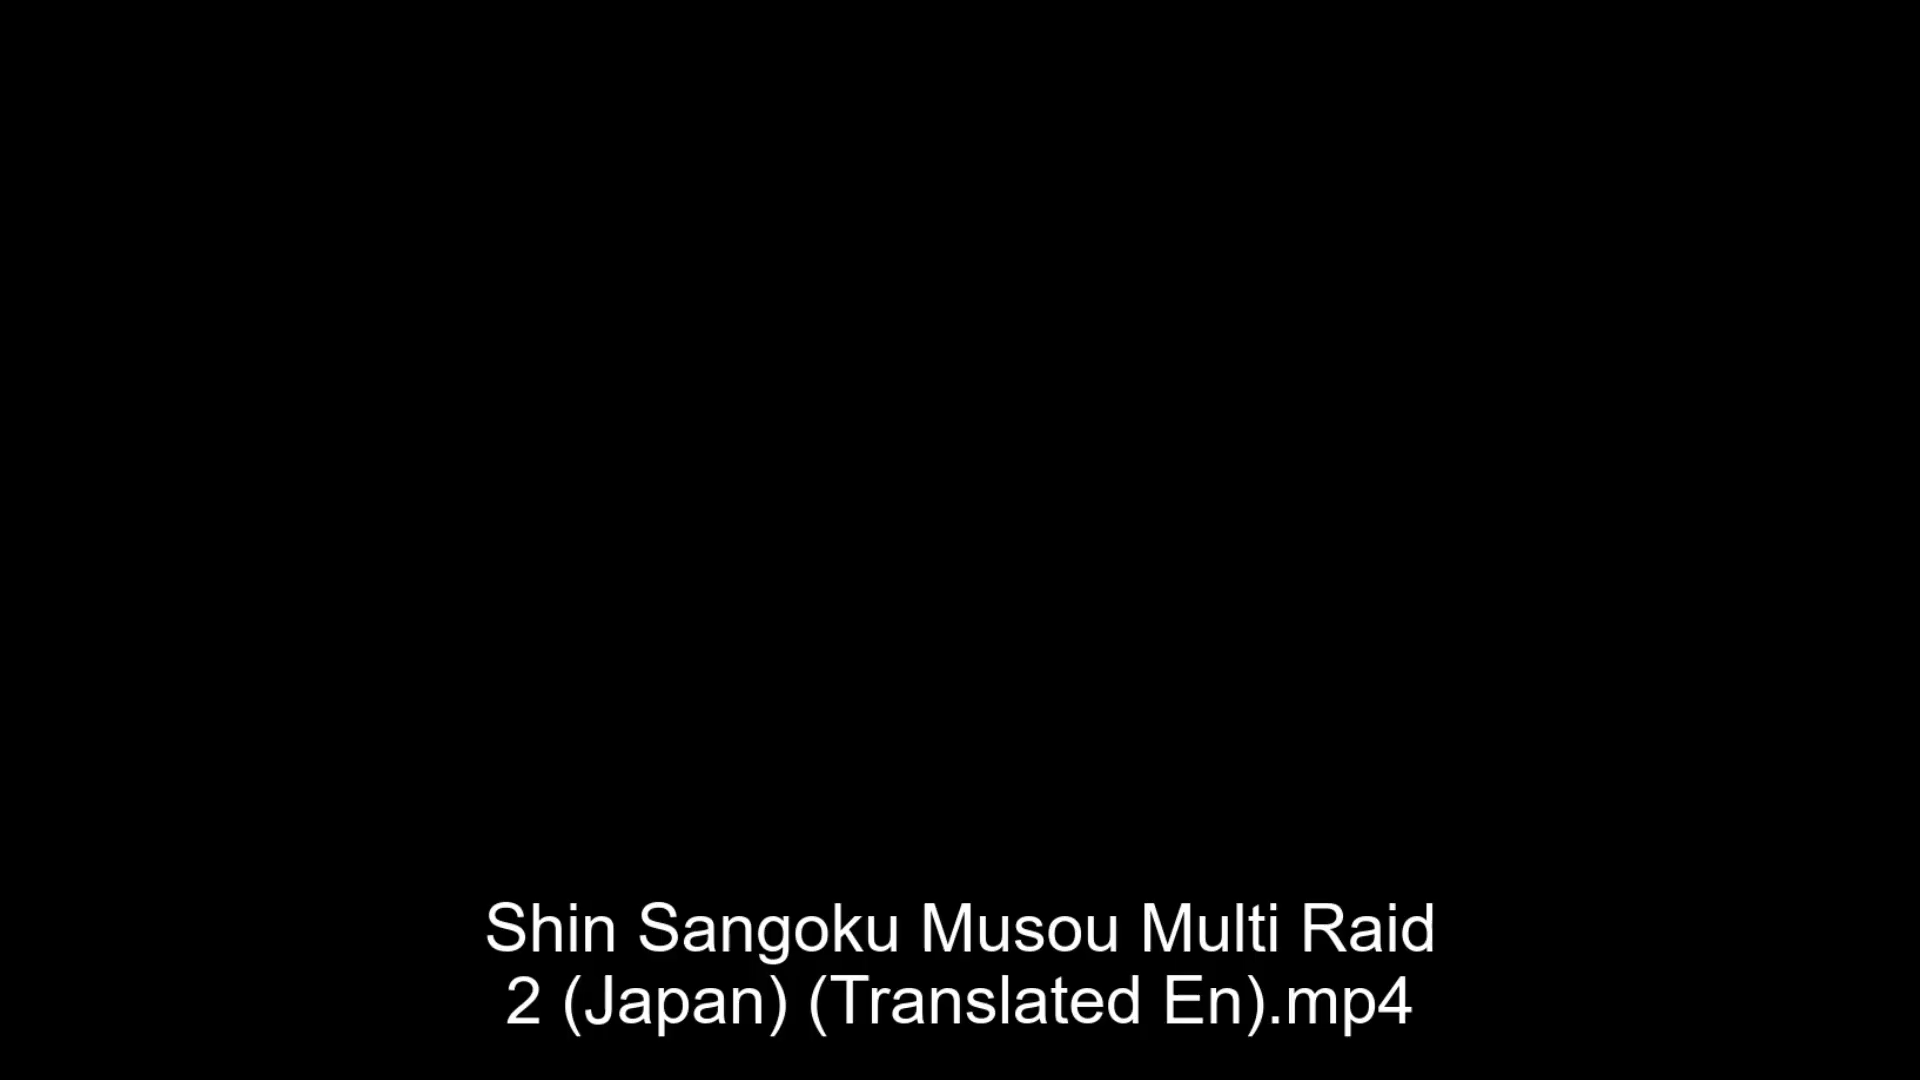 Shin Sangoku Musou Multi Raid
2 (Japan) (Translated En).mp4